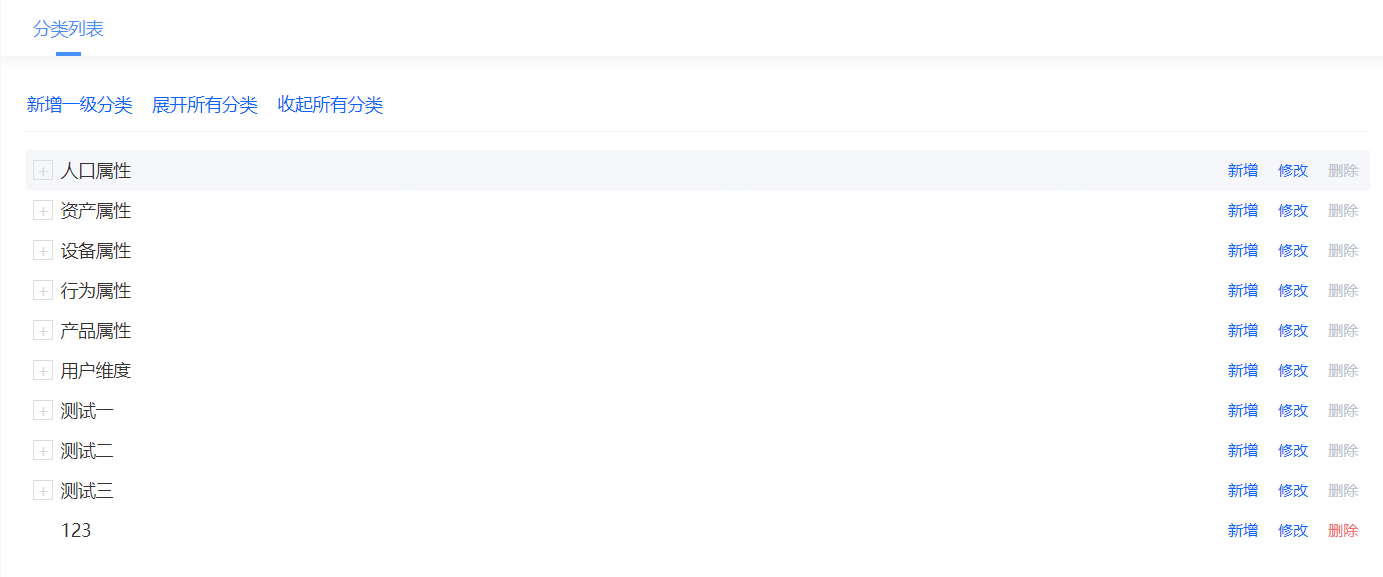 分类列表
新增一级分类 展开所有分类 收起所有分类
人口属性 新增 修改 删除
资产属性 新增 修改 删除
设备属性 新增 修改 删除
行为属性 新增 修改 删除
产品属性 新增 修改 删除
用户维度 新增 修改 删除
测试一 新增 修改 删除
测试二 新增 修改 删除
测试三 新增 修改 删除
123 新增 修改 删除